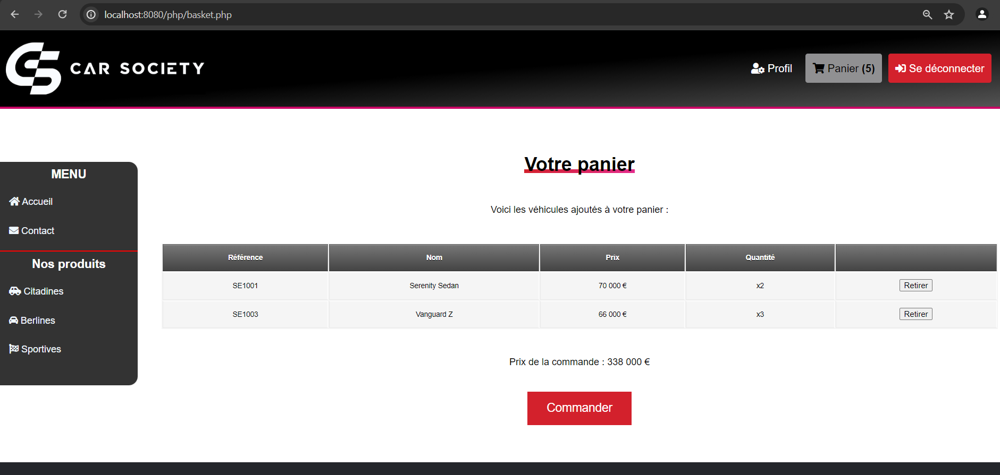 localhost:8080/php/basket.php
CAR SOCIETY
Profil
Panier (5)
Se déconnecter
MENU
Accueil
Contact
Nos produits
Citadines
Berlines
Sportives
Votre panier
Voici les véhicules ajoutés à votre panier :
Référence Nom Prix Quantité
SE1001 Serenity Sedan 70 000 € x2 Retirer
SE1003 Vanguard Z 66 000 € x3 Retirer
Prix de la commande : 338 000 €
Commander